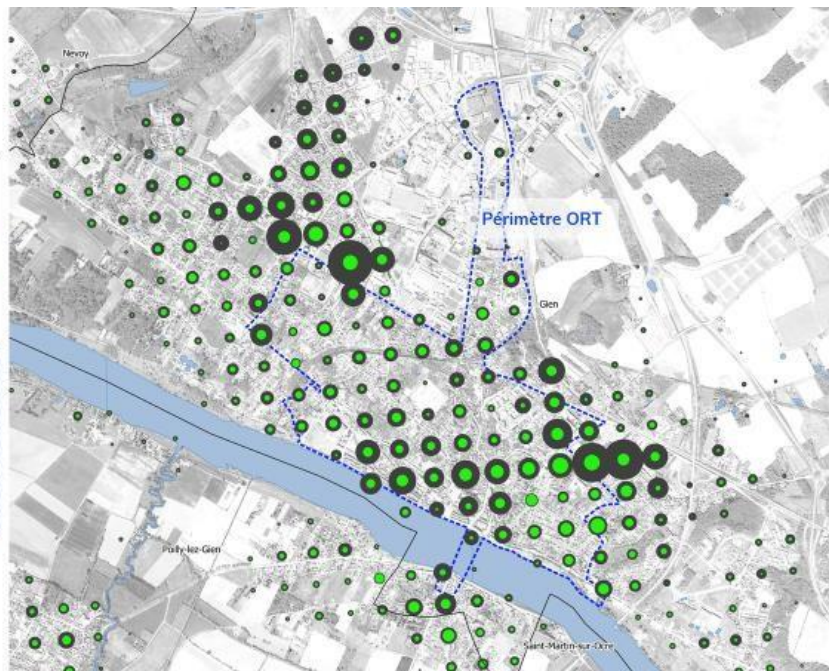 Nevoy
Périmètre ORT
Gien
Poilly-lez-Gien
Saint-Martin-sur-Ocre